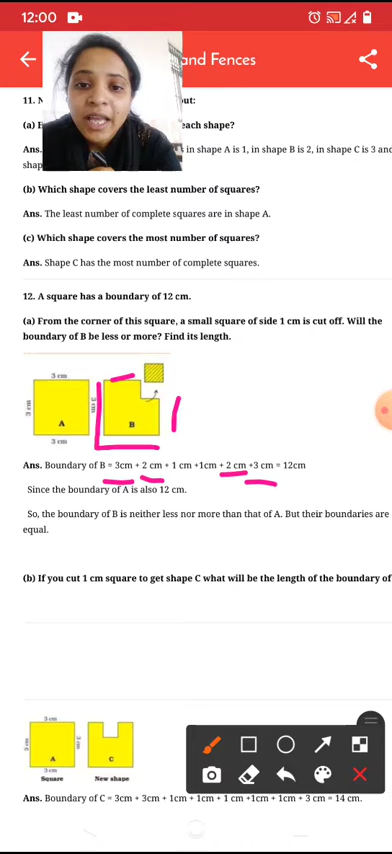 12:00
and Fences
11. N
ut:
(a) E
each shape?
Ans.
s in shape A is 1, in shape B is 2, in shape C is 3 and
shap
(b) Which shape covers the least number of squares?
Ans. The least number of complete squares are in shape A.
(c) Which shape covers the most number of squares?
Ans. Shape C has the most number of complete squares.
12. A square has a boundary of 12 cm.
(a) From the corner of this square, a small square of side 1 cm is cut off. Will the
boundary of B be less or more? Find its length.
3 cm
3 cm
A
3 cm
3 cm
B
Ans. Boundary of B = 3cm + 2 cm + 1 cm +1cm + 2 cm +3 cm = 12cm
Since the boundary of A is also 12 cm.
So, the boundary of B is neither less nor more than that of A. But their boundaries are
equal.
(b) If you cut 1 cm square to get shape C what will be the length of the boundary of
3 cm
3 cm
A
3 cm
3 cm
C
Square
New shape
Ans. Boundary of C = 3cm + 3cm + 1cm + 1cm + 1 cm +1cm + 1cm + 3 cm = 14 cm.